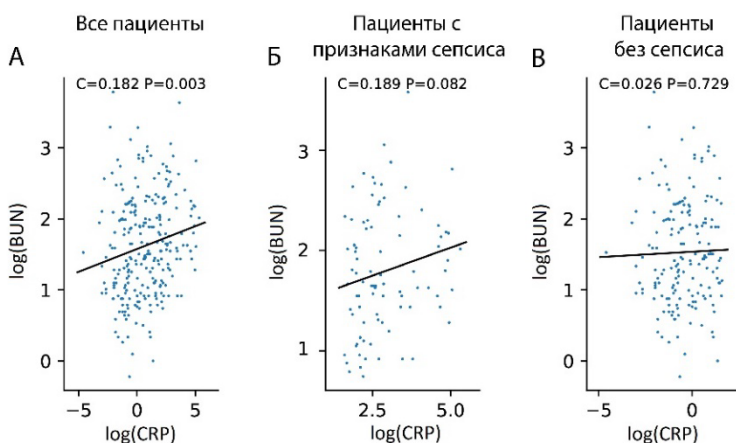 Все пациенты
Пациенты с
признаками сепсиса
Пациенты
без сепсиса
А
C=0.182 P=0.003
3
2
1
0
log(BUN)
−5
0
5
log(CRP)
Б
C=0.189 P=0.082
3
2
1
log(BUN)
2.5
5.0
log(CRP)
В
C=0.026 P=0.729
3
2
1
0
log(BUN)
−5
0
log(CRP)